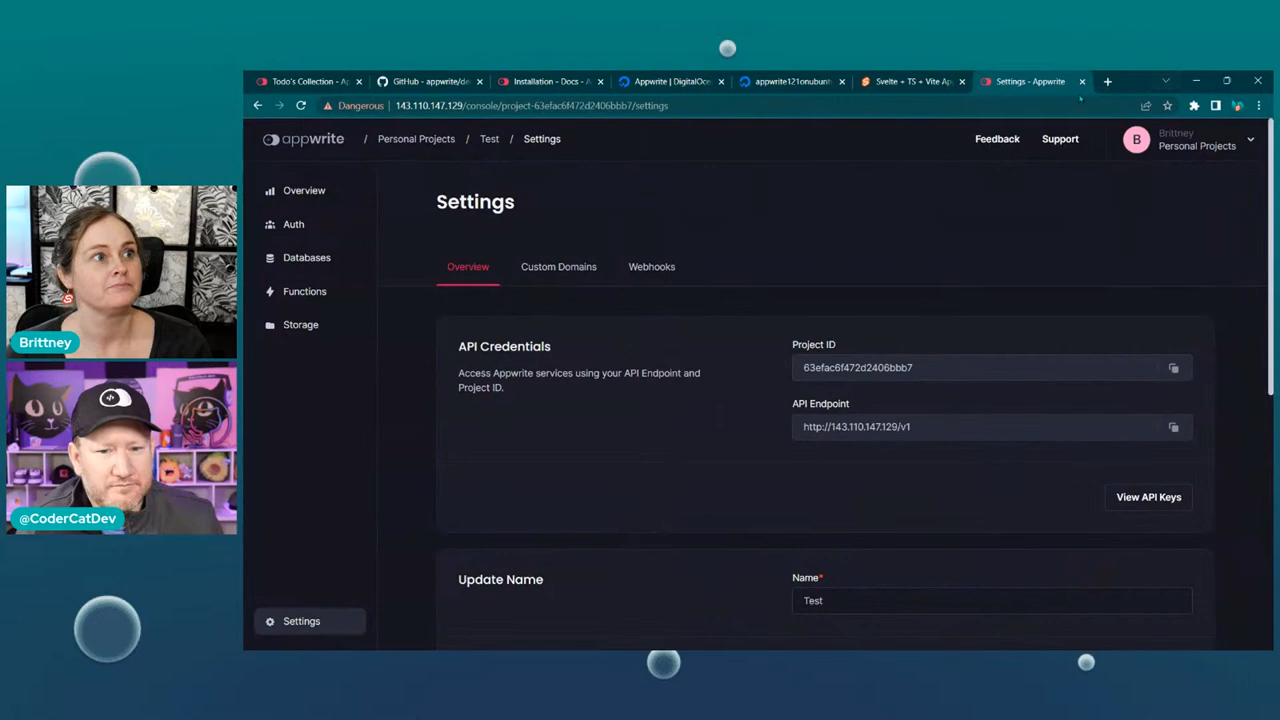 Todo's Collection - Ap
GitHub - appwrite/de
Installation - Docs - A
Appwrite | DigitalOce
appwrite121onubunt
Svelte + TS + Vite Ap
Settings - Appwrite
Dangerous
143.110.147.129/console/project-63efac6f472d2406bbb7/settings
appwrite / Personal Projects / Test / Settings
Feedback
Support
B
Brittney
Personal Projects
Overview
Auth
Databases
Functions
Storage
Settings
Settings
Overview
Custom Domains
Webhooks
API Credentials
Access Appwrite services using your API Endpoint and
Project ID.
Project ID
63efac6f472d2406bbb7
API Endpoint
http://143.110.147.129/v1
View API Keys
Update Name
Name*
Test
Brittney
@CoderCatDev